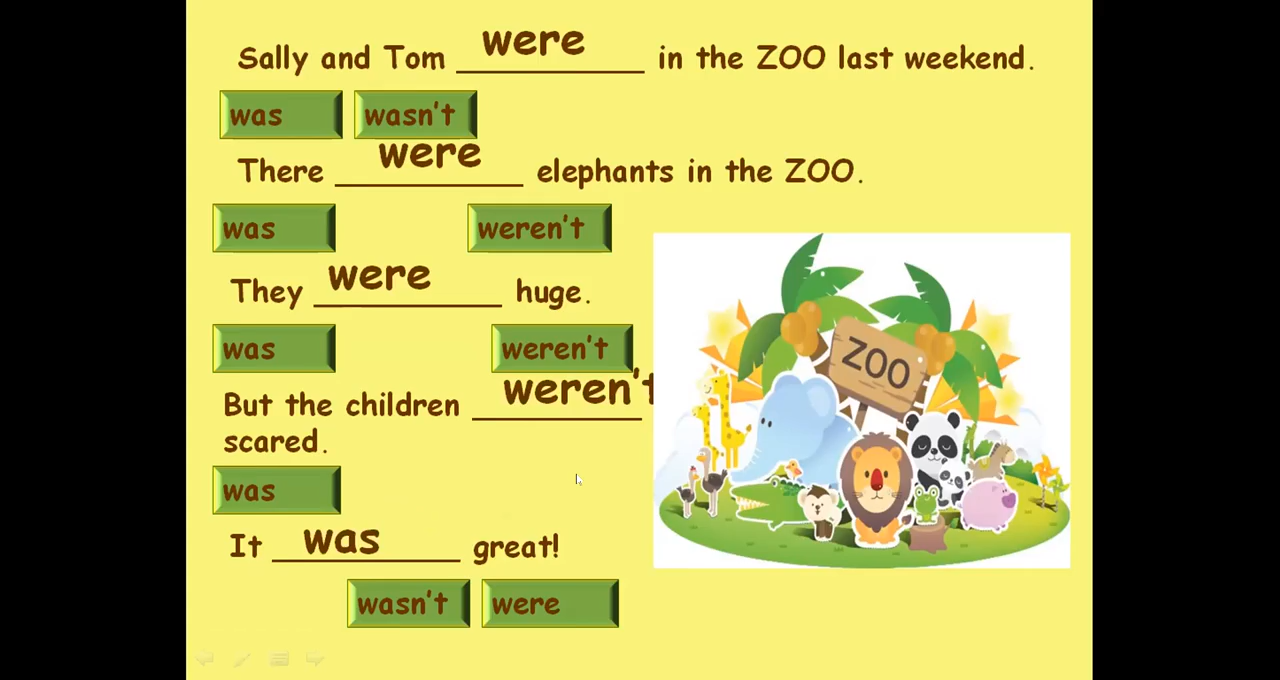 Sally and Tom were in the ZOO last weekend.
was wasn't
There were elephants in the ZOO.
was weren't
They were huge.
was weren't
But the children weren't
scared.
was
It was great!
wasn't were
ZOO